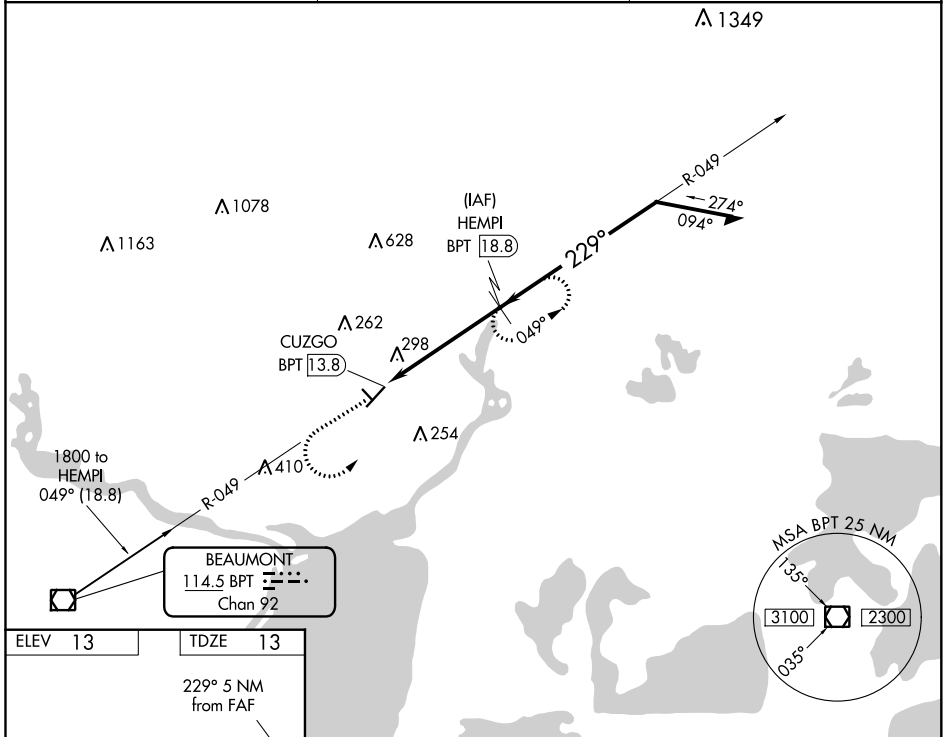 1349
R-049
274°
094°
(IAF)
HEMPI
BPT 18.8
1078
1163
628
229°
049°
262
298
CUZGO
BPT 13.8
254
410
1800 to
HEMPI
049° (18.8)
R-049
BEAUMONT
114.5 BPT
Chan 92
MSA BPT 25 NM
135°
3100
2300
035°
ELEV 13
TDZE 13
229° 5 NM
from FAF